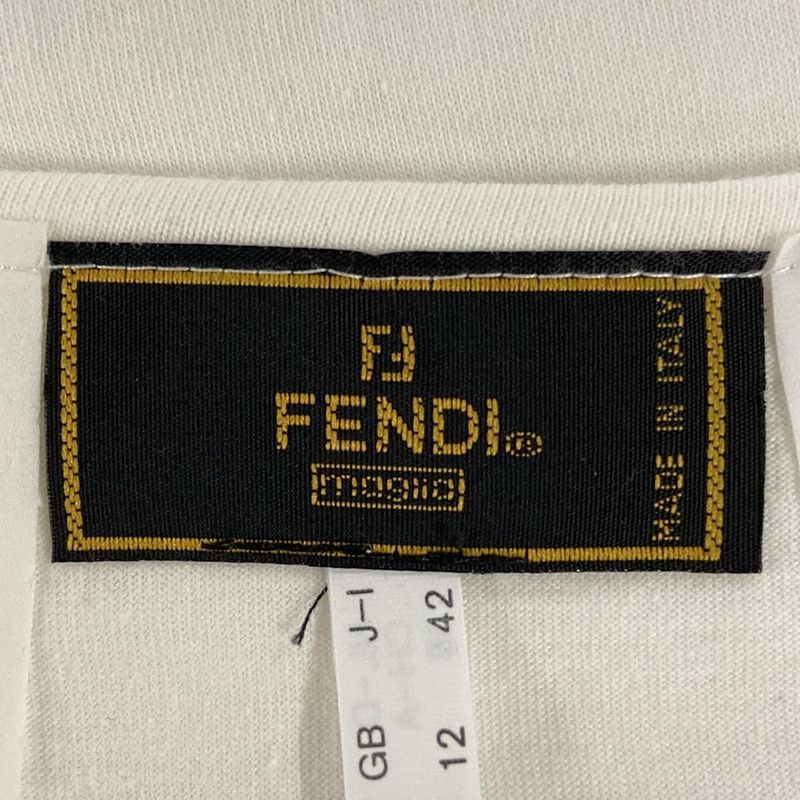 FF
FENDI®
maglia
MADE IN ITALY
J-I 42
GB 12